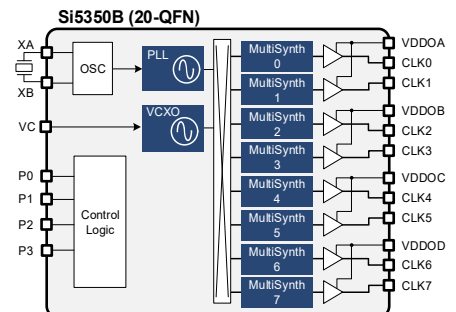 Si5350B (20-QFN)
XA
XB
OSC
PLL
VC
VCXO
P0
P1
P2
P3
Control
Logic
MultiSynth
0
MultiSynth
1
MultiSynth
2
MultiSynth
3
MultiSynth
4
MultiSynth
5
MultiSynth
6
MultiSynth
7
VDDOA
CLK0
CLK1
VDDOB
CLK2
CLK3
VDDOC
CLK4
CLK5
VDDOD
CLK6
CLK7